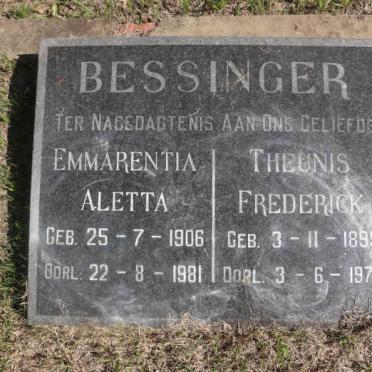 BESSINGER
TER NAGEDAGTENIS AAN ONS GELIEFDE
EMMARENTIA
ALETTA
GEB. 25 - 7 - 1906
OORL. 22 - 8 - 1981
THEUNIS
FREDERICK
GEB. 3 - 11 -
OORL. 3 - 6 -